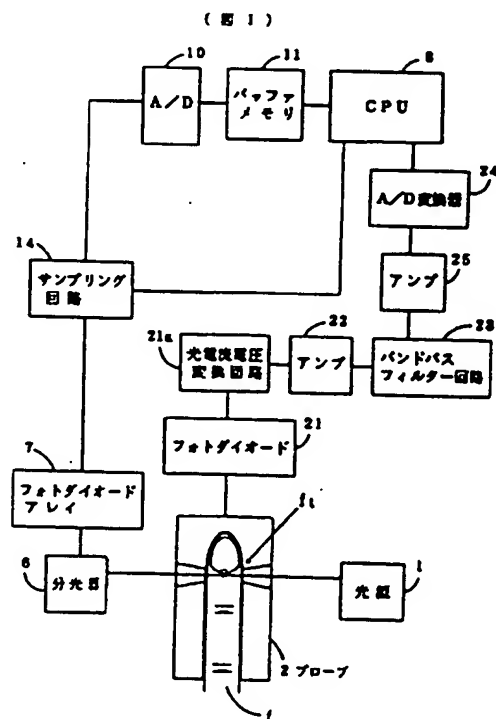 (図1)
10
11
8
A/D
バッファ
メモリ
CPU
24
A/D変換器
14
25
サンプリング
回路
アンプ
22
23
21a
光電流電圧
変換回路
アンプ
バンドパス
フィルター回路
21
フォトダイオード
7
フォトダイオード
アレイ
ft
6
1
分光器
光源
2 プローブ
f